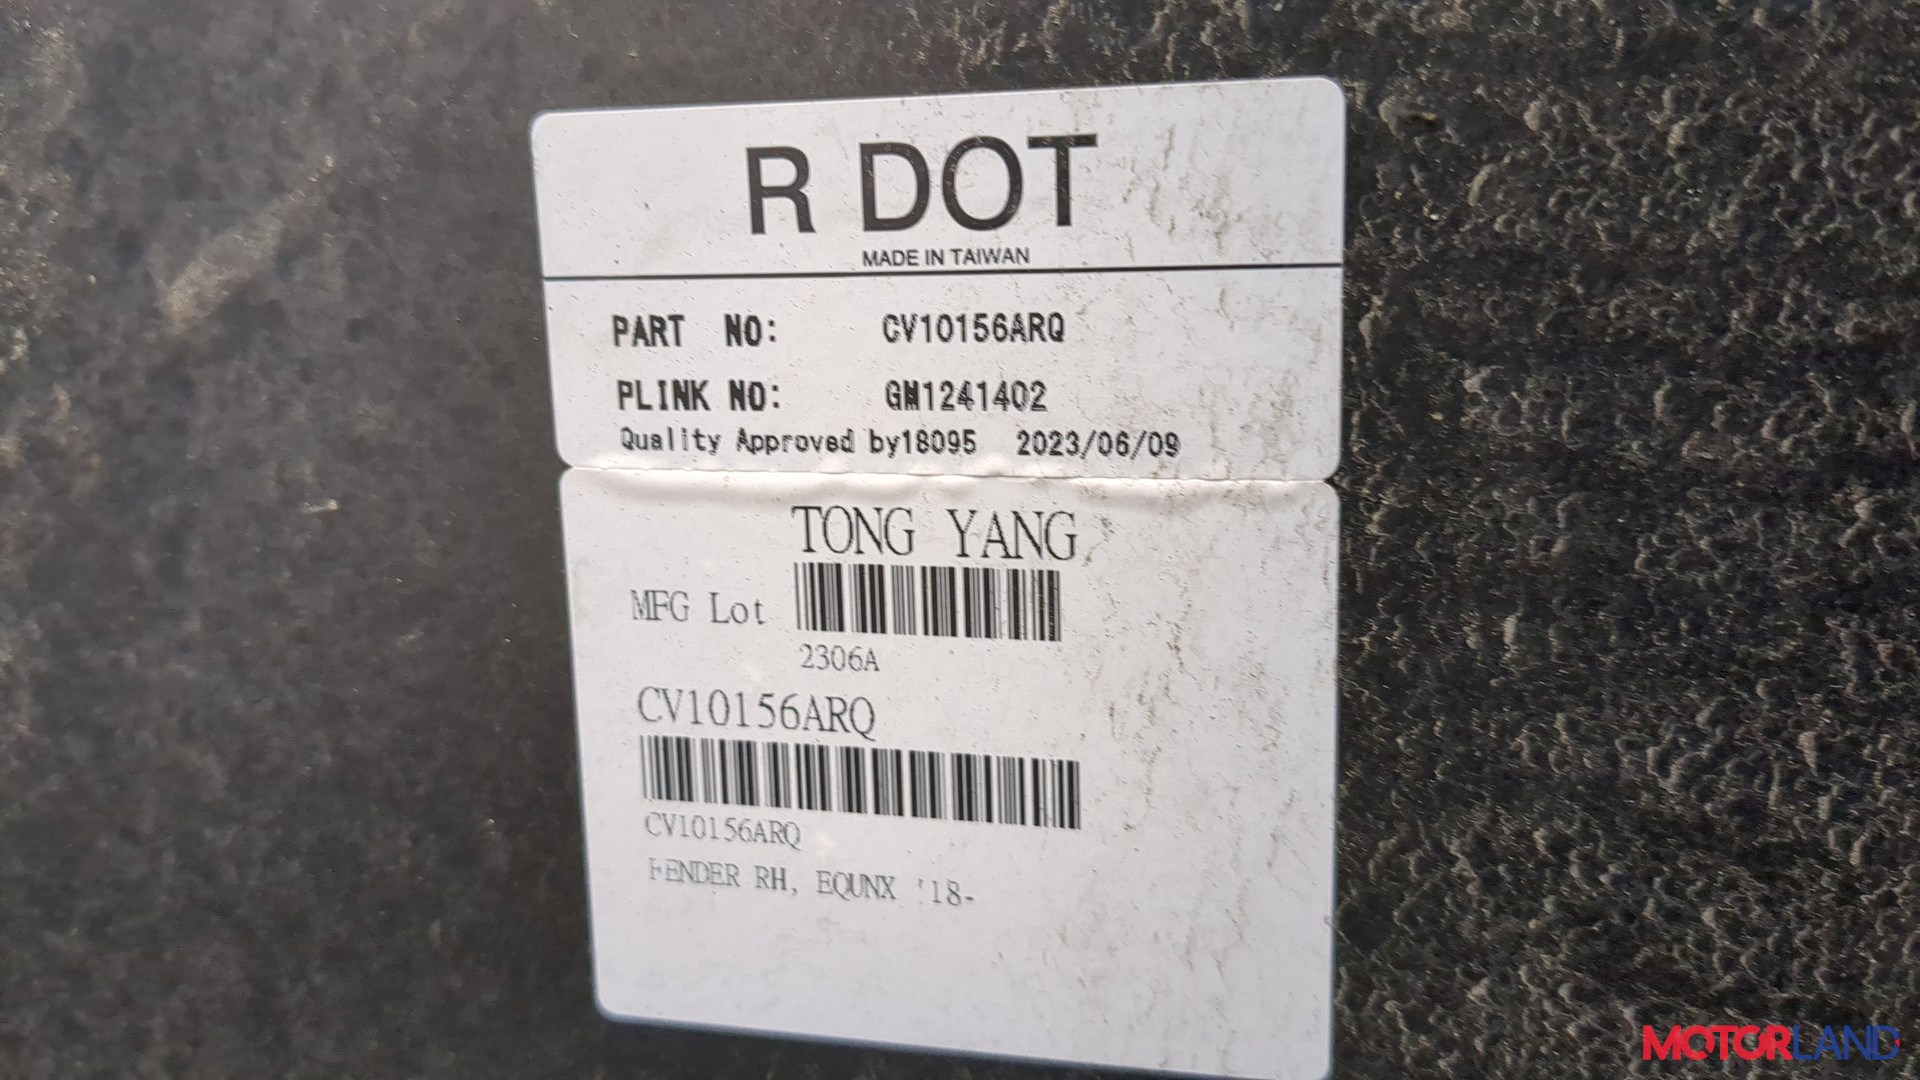 R DOT
MADE IN TAIWAN
PART NO: CV10156ARQ
PLINK NO: GM1241402
Quality Approved by18095 2023/06/09
TONG YANG
MFG Lot
2306A
CV10156ARQ
CV10156ARQ
FENDER RH, EQUNX '18-
MOTORLAND